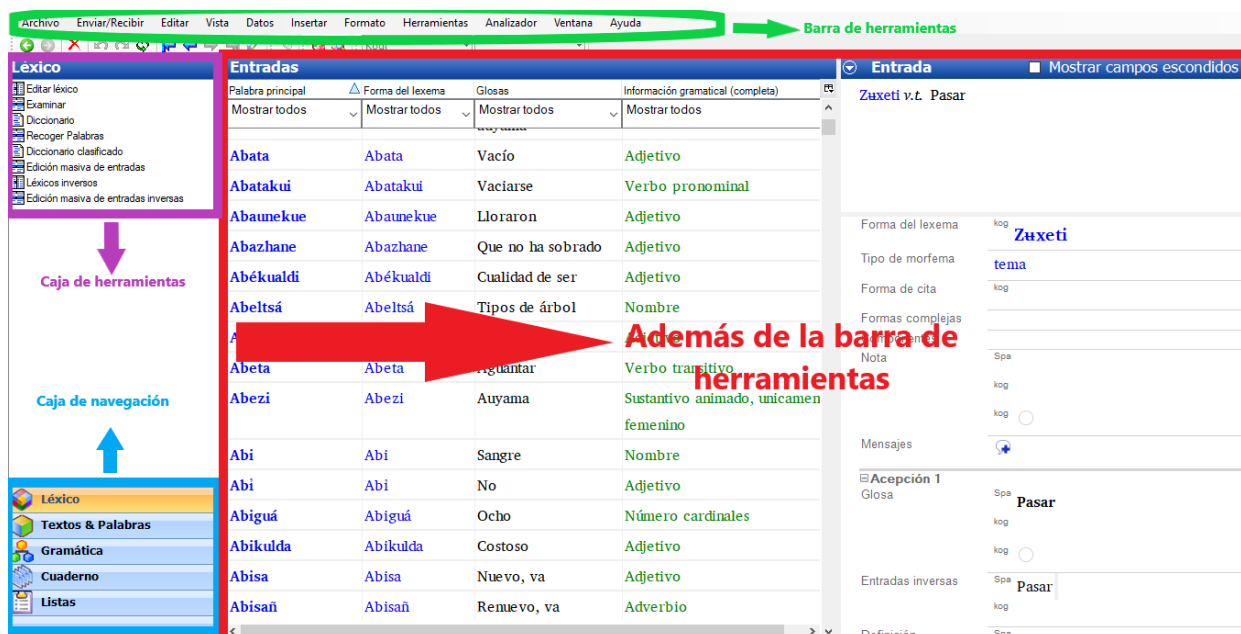 Archivo Enviar/Recibir Editar Vista Datos Insertar Formato Herramientas Analizador Ventana Ayuda
Barra de herramientas
Léxico
Editar léxico
Examinar
Diccionario
Recoger Palabras
Diccionario clasificado
Edición masiva de entradas
Léxicos inversos
Edición masiva de entradas inversas
Caja de herramientas
Caja de navegación
Léxico
Textos & Palabras
Gramática
Cuaderno
Listas
Entradas
Palabra principal Forma del lexema Glosas Información gramatical (completa)
Mostrar todos Mostrar todos Mostrar todos Mostrar todos
Abata Abata Vacío Adjetivo
Abatakui Abatakui Vaciarse Verbo pronominal
Abaunekue Abaunekue Lloraron Adjetivo
Abazhane Abazhane Que no ha sobrado Adjetivo
Abékualdi Abékualdi Cualidad de ser Adjetivo
Abeltsá Abeltsá Tipos de árbol Nombre
Además de la barra de
herramientas
Abeta Abeta Aguantar Verbo transitivo
Abezi Abezi Auyama Sustantivo animado, unicamen
femenino
Abi Abi Sangre Nombre
Abi Abi No Adjetivo
Abiguá Abiguá Ocho Número cardinales
Abikulda Abikulda Costoso Adjetivo
Abisa Abisa Nuevo, va Adjetivo
Abisañ Abisañ Renuevo, va Adverbio
Entrada Mostrar campos escondidos
Zʉxeti v.t. Pasar
Forma del lexema kog Zʉxeti
Tipo de morfema tema
Forma de cita kog
Formas complejas
Componentes
Nota Spa
kog
kog
Mensajes
Acepción 1
Glosa Spa Pasar
kog
kog
Entradas inversas Spa Pasar
kog
Definición Spa